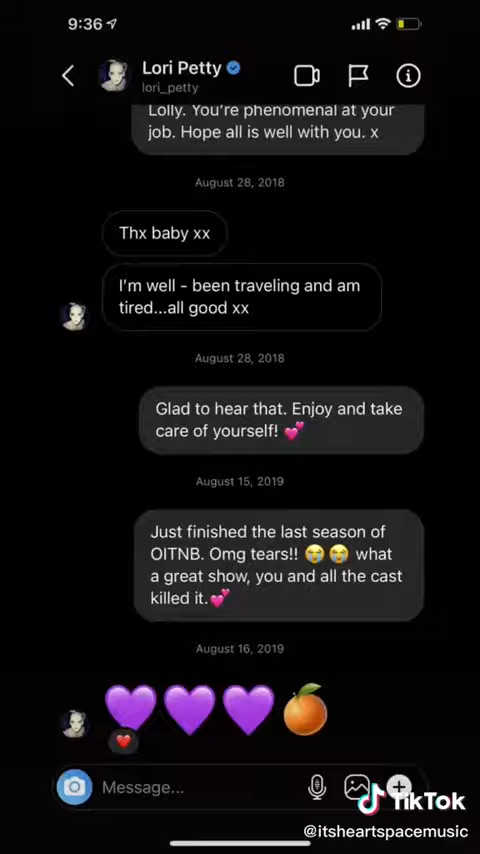 9:36
Lori Petty
lori_petty
Lolly. You're phenomenal at your
job. Hope all is well with you. x
August 28, 2018
Thx baby xx
I'm well - been traveling and am
tired...all good xx
August 28, 2018
Glad to hear that. Enjoy and take
care of yourself! 💕
August 15, 2019
Just finished the last season of
OITNB. Omg tears!! 😭😭 what
a great show, you and all the cast
killed it.💕
August 16, 2019
💜💜💜🍊
❤️
Message...
TikTok
@itsheartspacemusic